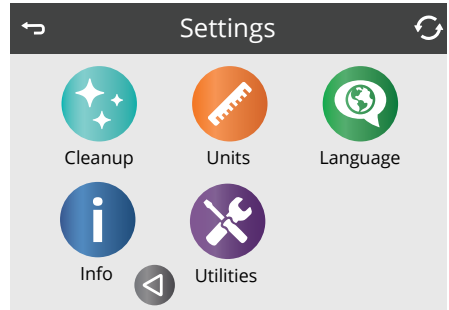 Settings
Cleanup
Units
Language
Info
Utilities